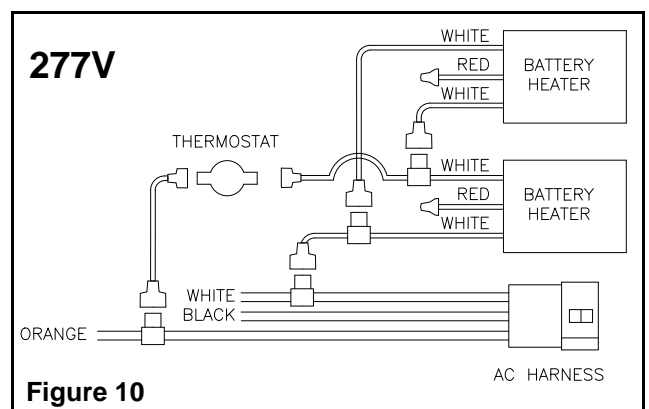 277V
WHITE
RED
WHITE
BATTERY
HEATER
THERMOSTAT
WHITE
RED
WHITE
BATTERY
HEATER
WHITE
BLACK
ORANGE
AC HARNESS
Figure 10